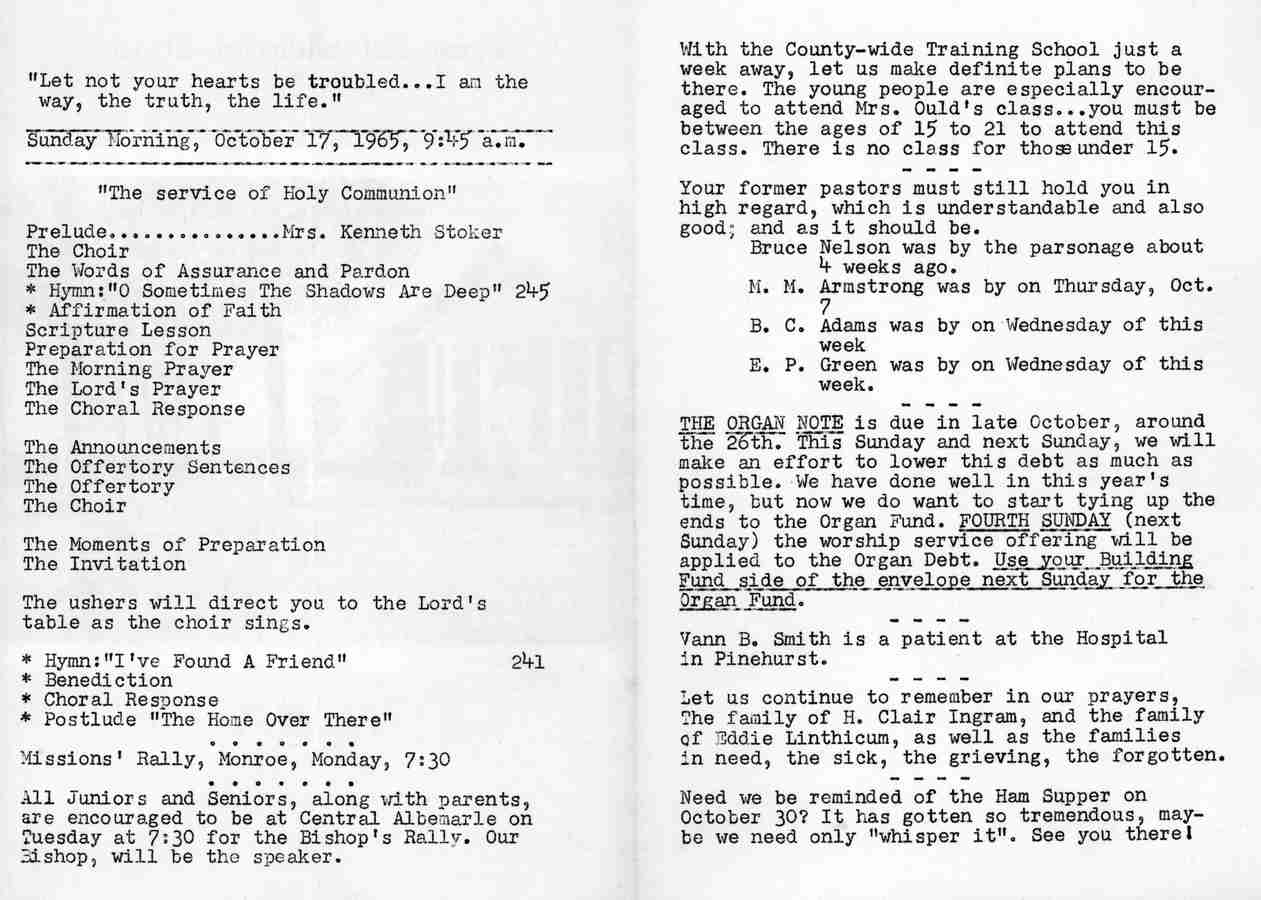 "Let not your hearts be troubled...I am the
way, the truth, the life."
Sunday Morning, October 17, 1965, 9:45 a.m.
"The service of Holy Communion"
Prelude...............Mrs. Kenneth Stoker
The Choir
The Words of Assurance and Pardon
* Hymn:"O Sometimes The Shadows Are Deep" 245
* Affirmation of Faith
Scripture Lesson
Preparation for Prayer
The Morning Prayer
The Lord's Prayer
The Choral Response
The Announcements
The Offertory Sentences
The Offertory
The Choir
The Moments of Preparation
The Invitation
The ushers will direct you to the Lord's
table as the choir sings.
* Hymn:"I've Found A Friend" 241
* Benediction
* Choral Response
* Postlude "The Home Over There"
. . . . . . .
Missions' Rally, Monroe, Monday, 7:30
. . . . . . .
All Juniors and Seniors, along with parents,
are encouraged to be at Central Albemarle on
Tuesday at 7:30 for the Bishop's Rally. Our
Bishop, will be the speaker.
With the County-wide Training School just a
week away, let us make definite plans to be
there. The young people are especially encour-
aged to attend Mrs. Ould's class...you must be
between the ages of 15 to 21 to attend this
class. There is no class for those under 15.
- - - -
Your former pastors must still hold you in
high regard, which is understandable and also
good; and as it should be.
Bruce Nelson was by the parsonage about
4 weeks ago.
M. M. Armstrong was by on Thursday, Oct.
7
B. C. Adams was by on Wednesday of this
week
E. P. Green was by on Wednesday of this
week.
- - - -
THE ORGAN NOTE is due in late October, around
the 26th. This Sunday and next Sunday, we will
make an effort to lower this debt as much as
possible. We have done well in this year's
time, but now we do want to start tying up the
ends to the Organ Fund. FOURTH SUNDAY (next
Sunday) the worship service offering will be
applied to the Organ Debt. Use your Building
Fund side of the envelope next Sunday for the
Organ Fund.
- - - -
Vann B. Smith is a patient at the Hospital
in Pinehurst.
- - - -
Let us continue to remember in our prayers,
The family of H. Clair Ingram, and the family
of Eddie Linthicum, as well as the families
in need, the sick, the grieving, the forgotten.
- - - -
Need we be reminded of the Ham Supper on
October 30? It has gotten so tremendous, may-
be we need only "whisper it". See you there!